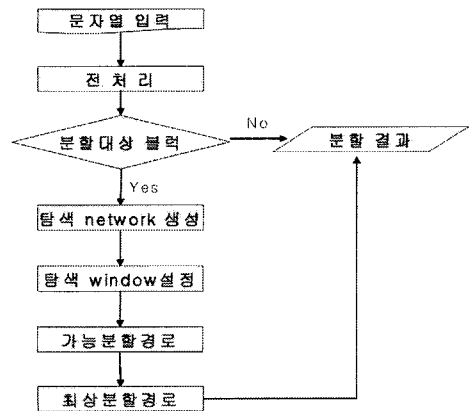 문자열 입력
전 처 리
분할대상 블럭
No
분할 결과
Yes
탐색 network 생성
탐색 window설정
가능분할경로
최상분할경로